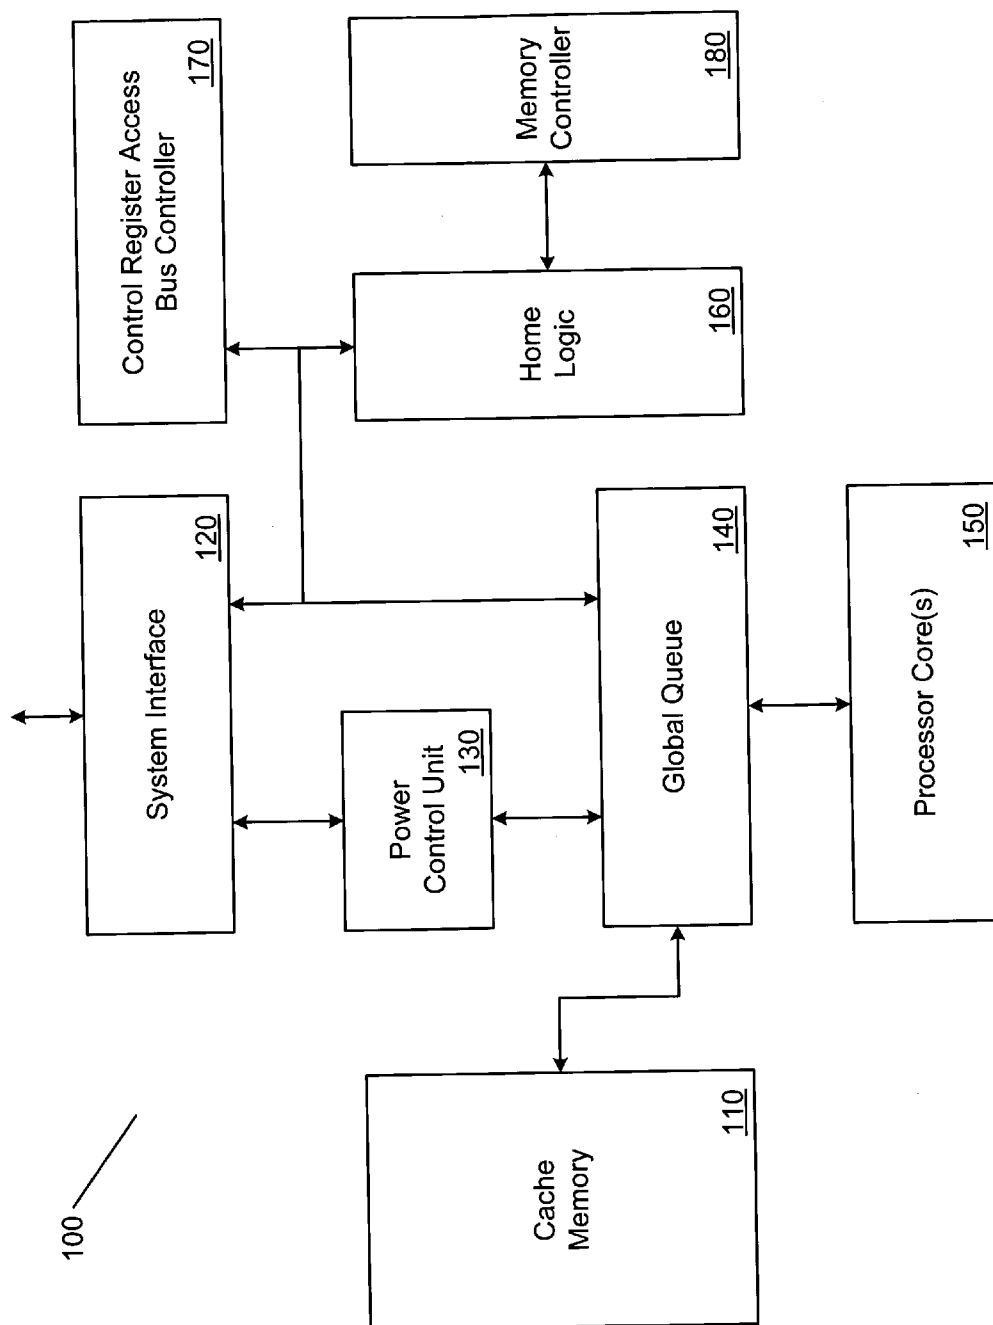 100
Cache
Memory
110
System Interface
120
Power
Control Unit
130
Global Queue
140
Processor Core(s)
150
Control Register Access
Bus Controller
170
Home
Logic
160
Memory
Controller
180